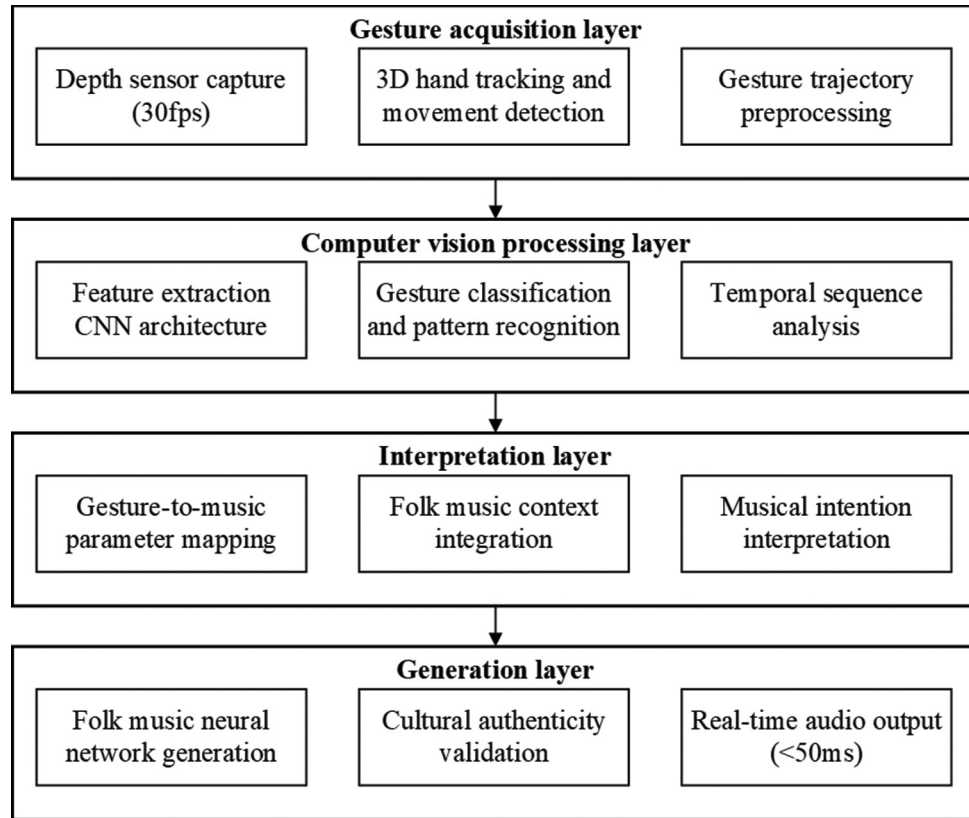 Gesture acquisition layer
Depth sensor capture
(30fps)
3D hand tracking and
movement detection
Gesture trajectory
preprocessing
Computer vision processing layer
Feature extraction
CNN architecture
Gesture classification
and pattern recognition
Temporal sequence
analysis
Interpretation layer
Gesture-to-music
parameter mapping
Folk music context
integration
Musical intention
interpretation
Generation layer
Folk music neural
network generation
Cultural authenticity
validation
Real-time audio output
(<50ms)